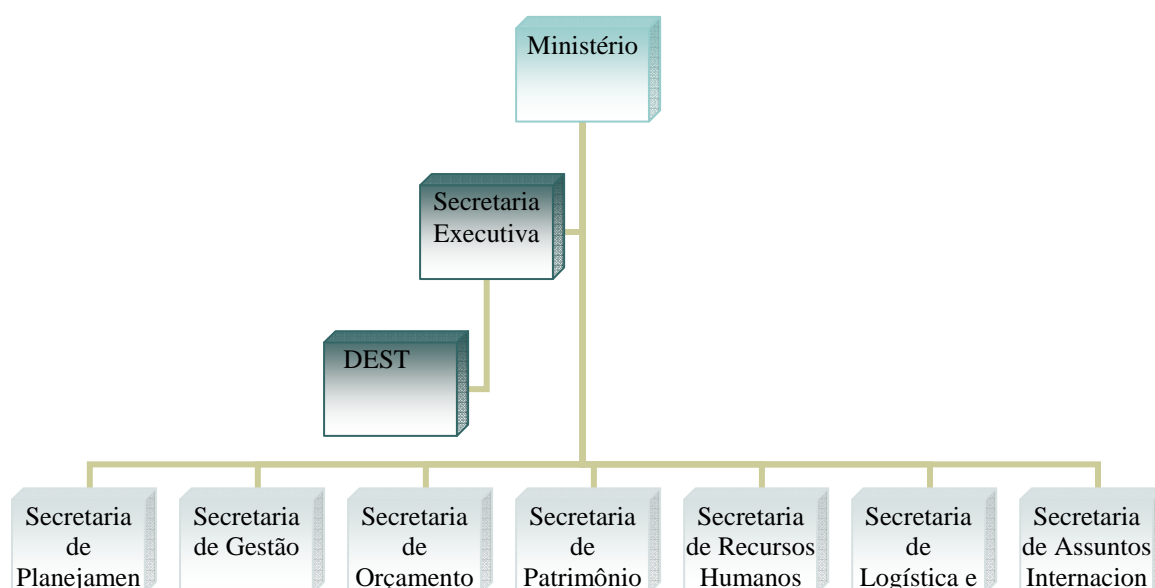 Ministério
Secretaria
Executiva
DEST
Secretaria
de
Planejamen
Secretaria
de Gestão
Secretaria
de
Orçamento
Secretaria
de
Patrimônio
Secretaria
de Recursos
Humanos
Secretaria
de
Logística e
Secretaria
de Assuntos
Internacion